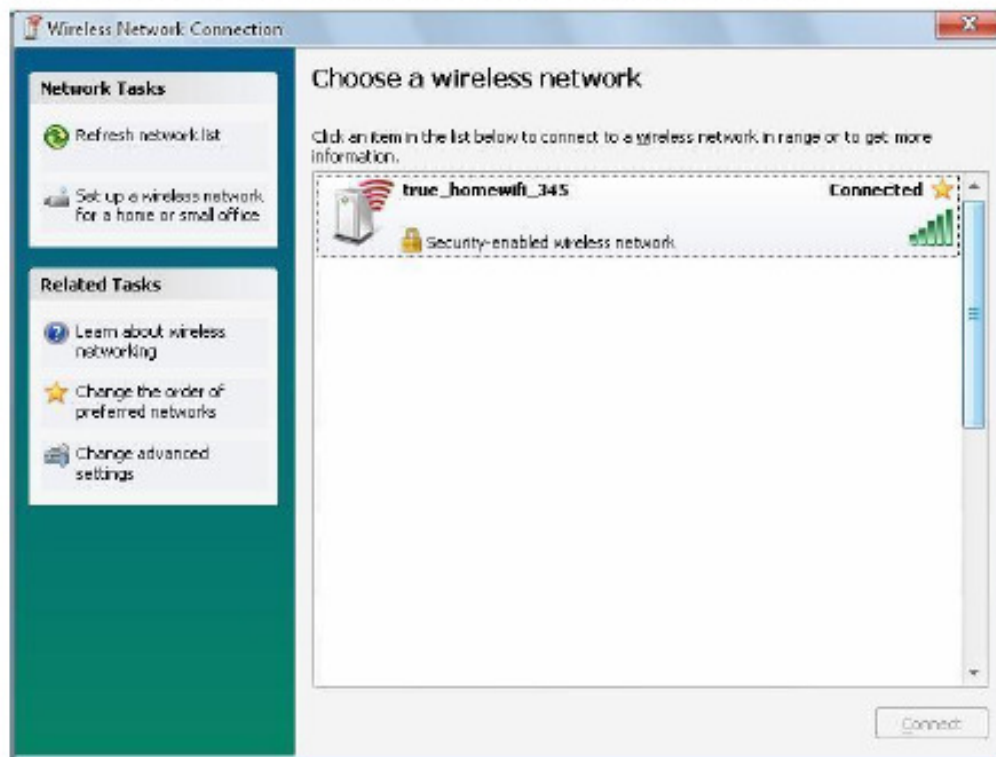 Wireless Network Connection
Network Tasks
Refresh network list
Set up a wireless network
for a home or small office
Related Tasks
Learn about wireless
networking
Change the order of
preferred networks
Change advanced
settings
Choose a wireless network
Click an item in the list below to connect to a wireless network in range or to get more
information.
true_homewifi_345 Connected
Security-enabled wireless network
Connect